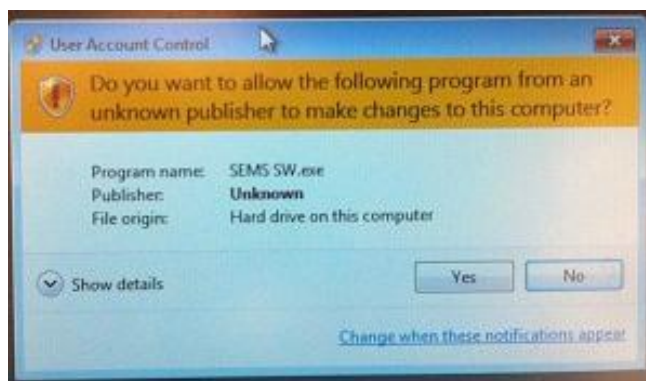 User Account Control
Do you want to allow the following program from an
unknown publisher to make changes to this computer?
Program name: SEMS SW.exe
Publisher: Unknown
File origin: Hard drive on this computer
Show details
Yes
No
Change when these notifications appear